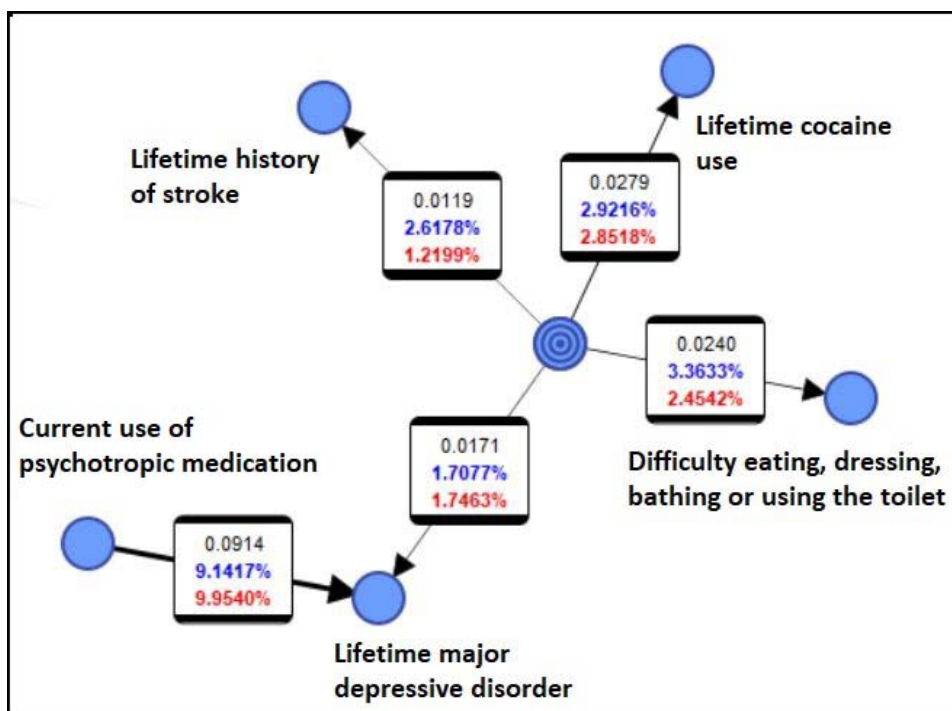 Lifetime history
of stroke
0.0119
2.6178%
1.2199%
0.0279
2.9216%
2.8518%
Lifetime cocaine
use
0.0240
3.3633%
2.4542%
Difficulty eating, dressing,
bathing or using the toilet
0.0171
1.7077%
1.7463%
Current use of
psychotropic medication
0.0914
9.1417%
9.9540%
Lifetime major
depressive disorder